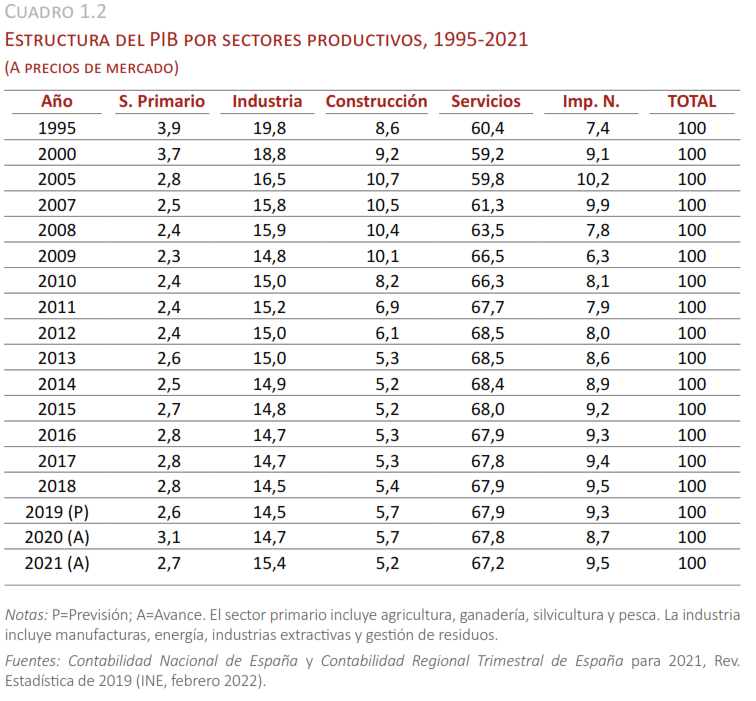 CUADRO 1.2
ESTRUCTURA DEL PIB POR SECTORES PRODUCTIVOS, 1995-2021
(A PRECIOS DE MERCADO)
Año S. Primario Industria Construcción Servicios Imp. N. TOTAL
1995 3,9 19,8 8,6 60,4 7,4 100
2000 3,7 18,8 9,2 59,2 9,1 100
2005 2,8 16,5 10,7 59,8 10,2 100
2007 2,5 15,8 10,5 61,3 9,9 100
2008 2,4 15,9 10,4 63,5 7,8 100
2009 2,3 14,8 10,1 66,5 6,3 100
2010 2,4 15,0 8,2 66,3 8,1 100
2011 2,4 15,2 6,9 67,7 7,9 100
2012 2,4 15,0 6,1 68,5 8,0 100
2013 2,6 15,0 5,3 68,5 8,6 100
2014 2,5 14,9 5,2 68,4 8,9 100
2015 2,7 14,8 5,2 68,0 9,2 100
2016 2,8 14,7 5,3 67,9 9,3 100
2017 2,8 14,7 5,3 67,8 9,4 100
2018 2,8 14,5 5,4 67,9 9,5 100
2019 (P) 2,6 14,5 5,7 67,9 9,3 100
2020 (A) 3,1 14,7 5,7 67,8 8,7 100
2021 (A) 2,7 15,4 5,2 67,2 9,5 100
Notas: P=Previsión; A=Avance. El sector primario incluye agricultura, ganadería, silvicultura y pesca. La industria
incluye manufacturas, energía, industrias extractivas y gestión de residuos.
Fuentes: Contabilidad Nacional de España y Contabilidad Regional Trimestral de España para 2021, Rev.
Estadística de 2019 (INE, febrero 2022).